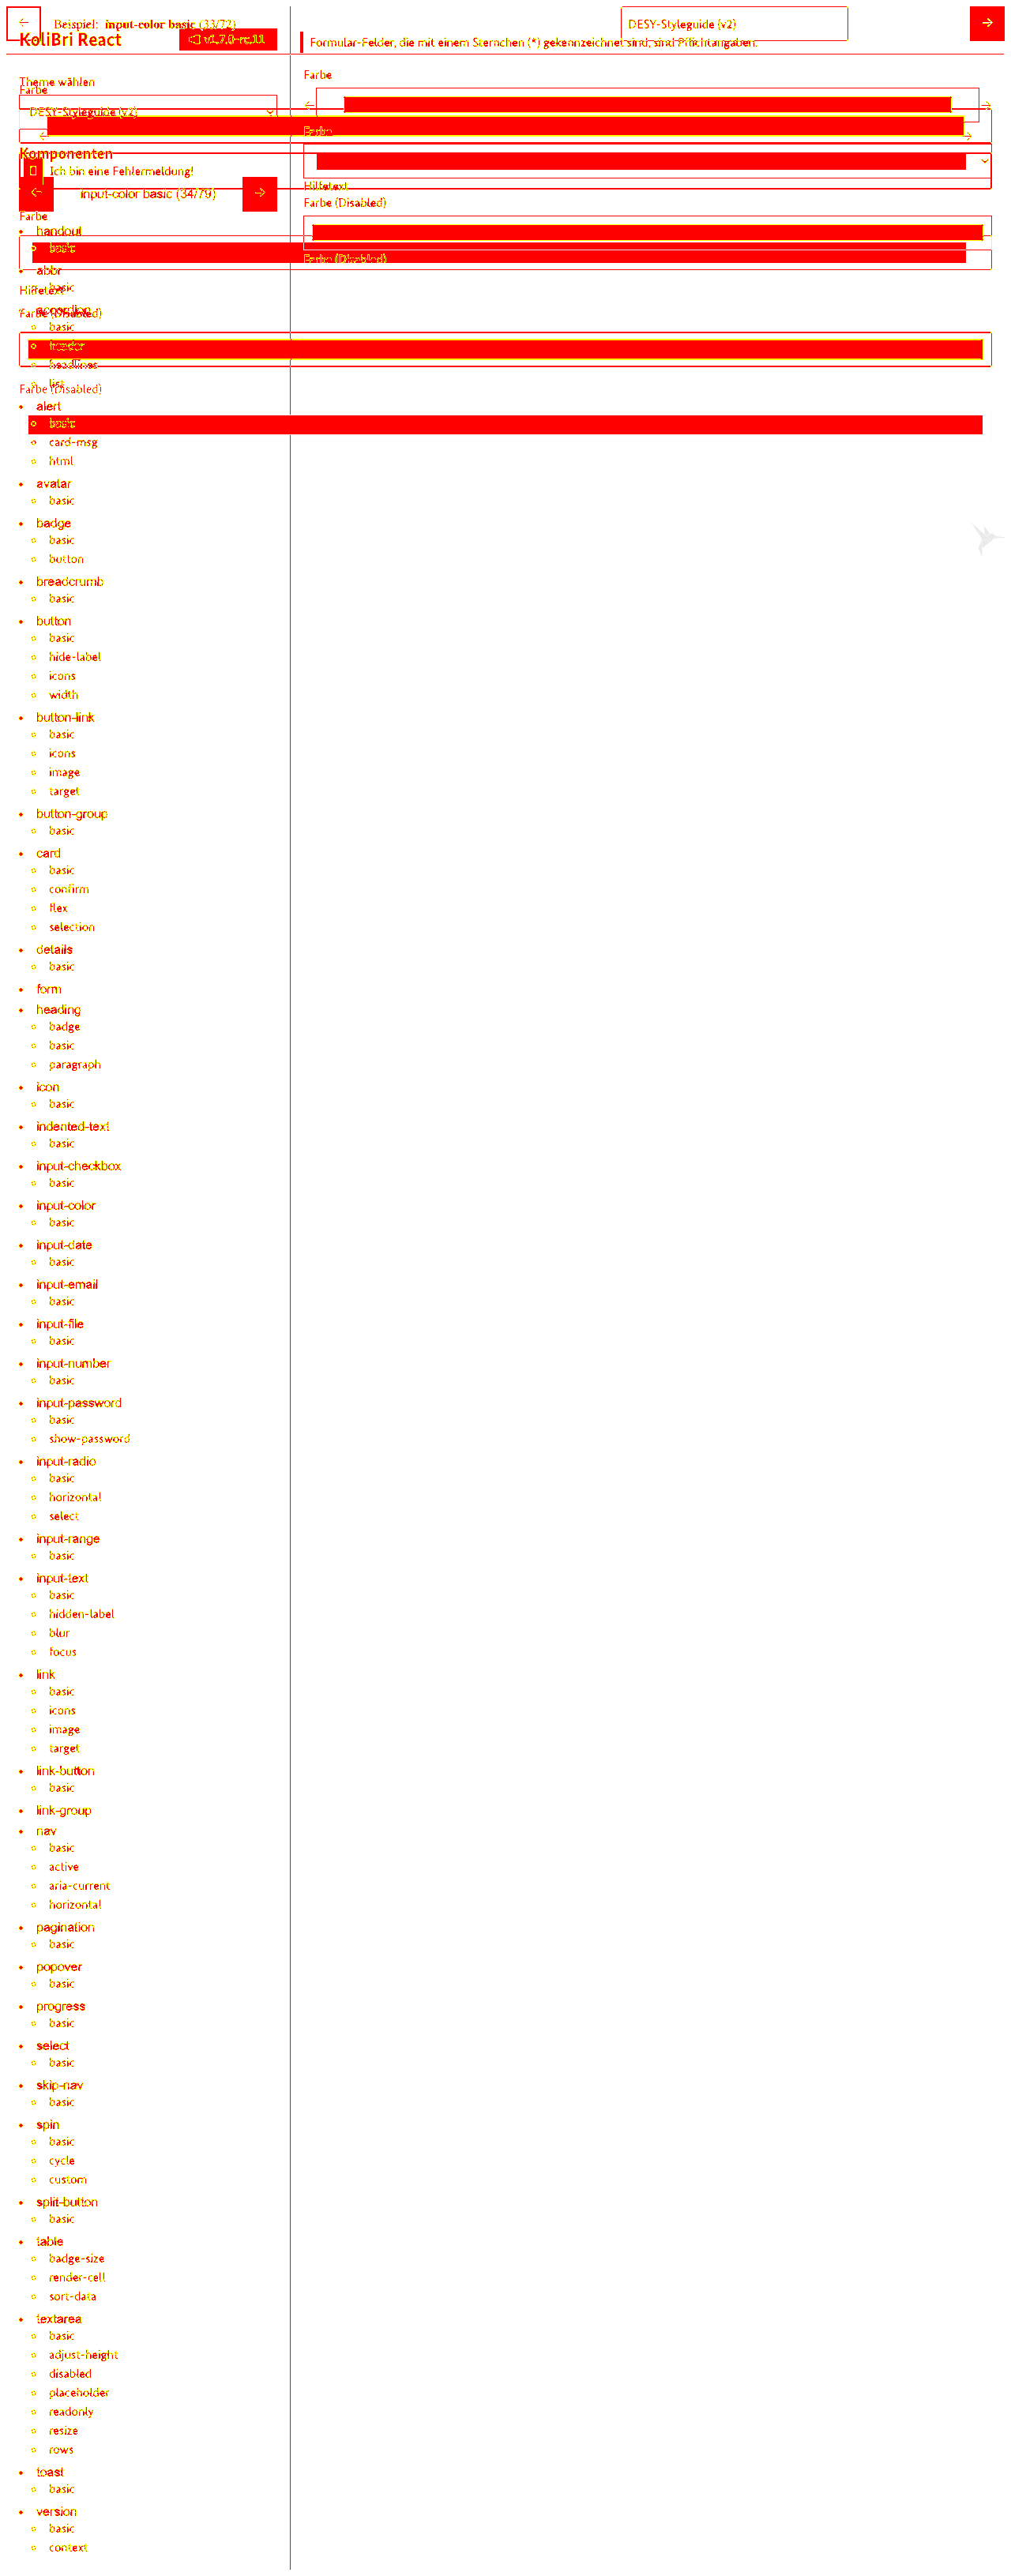 Beispiel: input-color basic (33/72)
DESY-Styleguide (v2)
KoliBri React
v1.7.0-rc.11
Formular-Felder, die mit einem Sternchen (*) gekennzeichnet sind, sind Pflichtangaben.
Theme wählen
Farbe
Farbe
DESY-Styleguide (v2)
Farbe
Komponenten
Ich bin eine Fehlermeldung!
Hilfetext
input-color basic (34/79)
Farbe (Disabled)
Farbe
handout
basic
Farbe (Disabled)
abbr
basic
Hilfetext
accordion
Farbe (Disabled)
basic
header
headlines
list
Farbe (Disabled)
alert
basic
card-msg
html
avatar
basic
badge
basic
button
breadcrumb
basic
button
basic
hide-label
icons
width
button-link
basic
icons
image
target
button-group
basic
card
basic
confirm
flex
selection
details
basic
form
heading
badge
basic
paragraph
icon
basic
indented-text
basic
input-checkbox
basic
input-color
basic
input-date
basic
input-email
basic
input-file
basic
input-number
basic
input-password
basic
show-password
input-radio
basic
horizontal
select
input-range
basic
input-text
basic
hidden-label
blur
focus
link
basic
icons
image
target
link-button
basic
link-group
nav
basic
active
aria-current
horizontal
pagination
basic
popover
basic
progress
basic
select
basic
skip-nav
basic
spin
basic
cycle
custom
split-button
basic
table
badge-size
render-cell
sort-data
textarea
basic
adjust-height
disabled
placeholder
readonly
resize
rows
toast
basic
version
basic
context